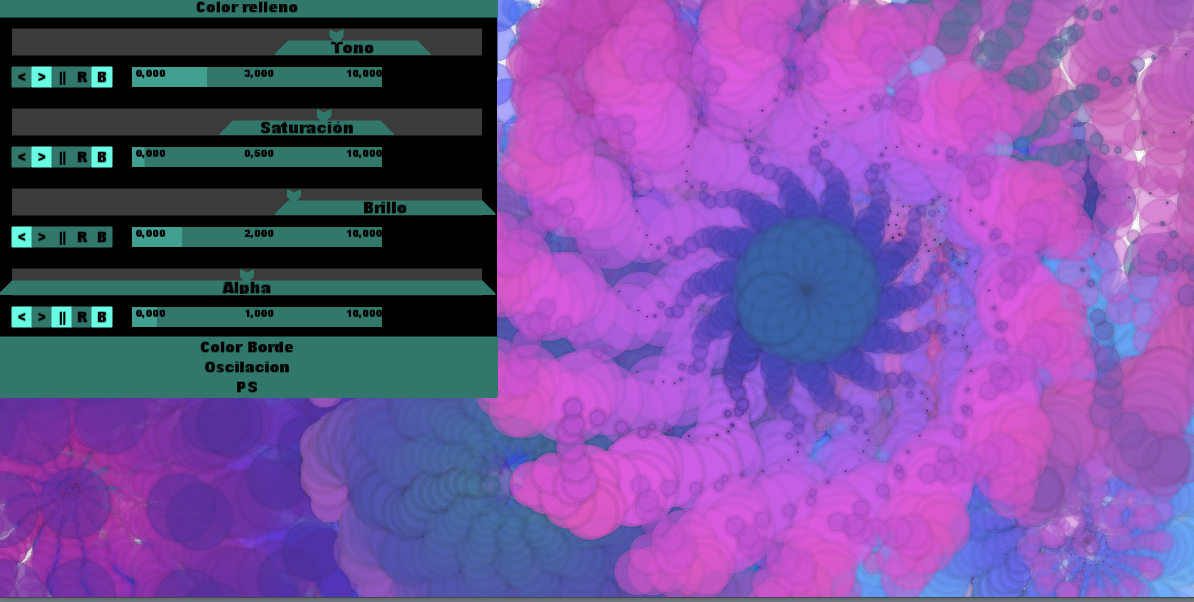 Color relleno
Tono
< > || R B 0,000 3,000 10,000
Saturación
< > || R B 0,000 0,500 10,000
Brillo
< > || R B 0,000 2,000 10,000
Alpha
< > || R B 0,000 1,000 10,000
Color Borde
Oscilacion
PS